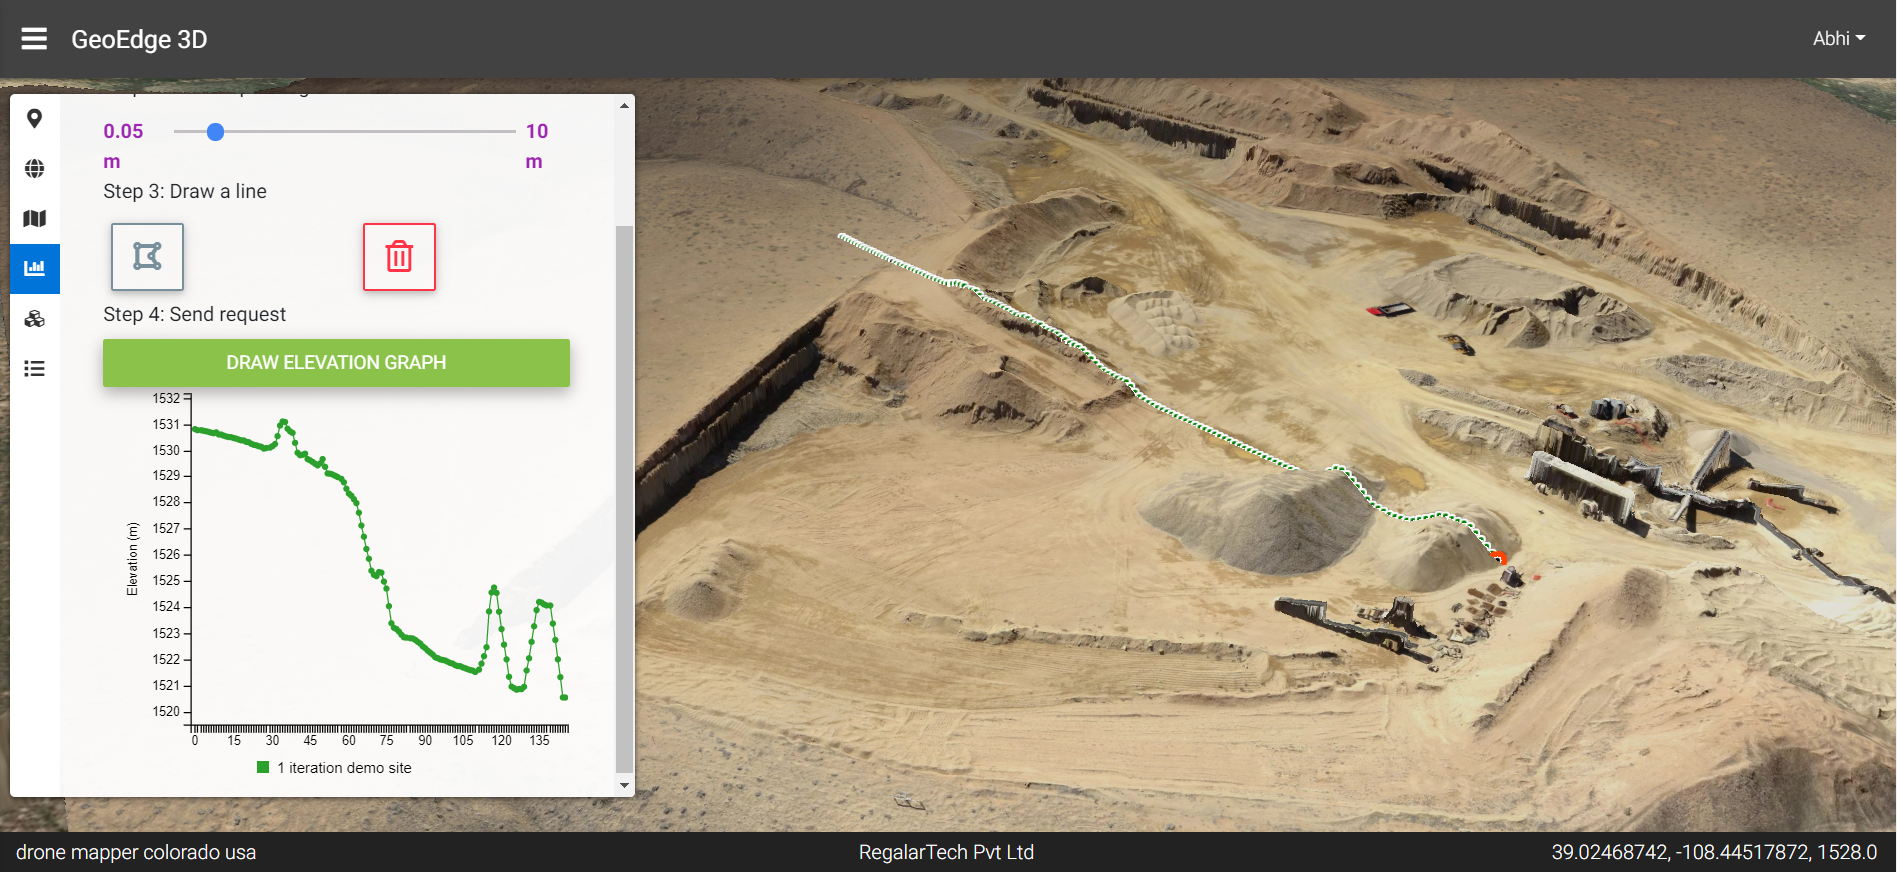 GeoEdge 3D
Abhi
0.05 m
10 m
Step 3: Draw a line
Step 4: Send request
DRAW ELEVATION GRAPH
1532
1531
1530
1529
1528
1527
1526
1525
1524
1523
1522
1521
1520
Elevation (m)
0 15 30 45 60 75 90 105 120 135
1 iteration demo site
drone mapper colorado usa
RegalarTech Pvt Ltd
39.02468742, -108.44517872, 1528.0